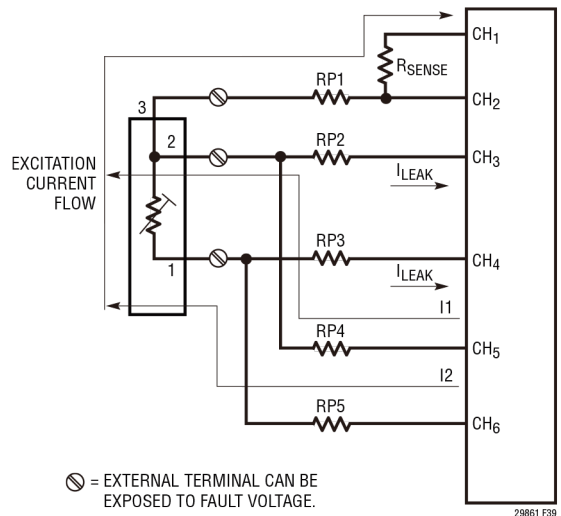 CH1
RSENSE
RP1
CH2
3
2
RP2
CH3
EXCITATION
CURRENT
FLOW
ILEAK
RP3
1
CH4
ILEAK
I1
RP4
CH5
I2
RP5
CH6
= EXTERNAL TERMINAL CAN BE
EXPOSED TO FAULT VOLTAGE.
29861 F39